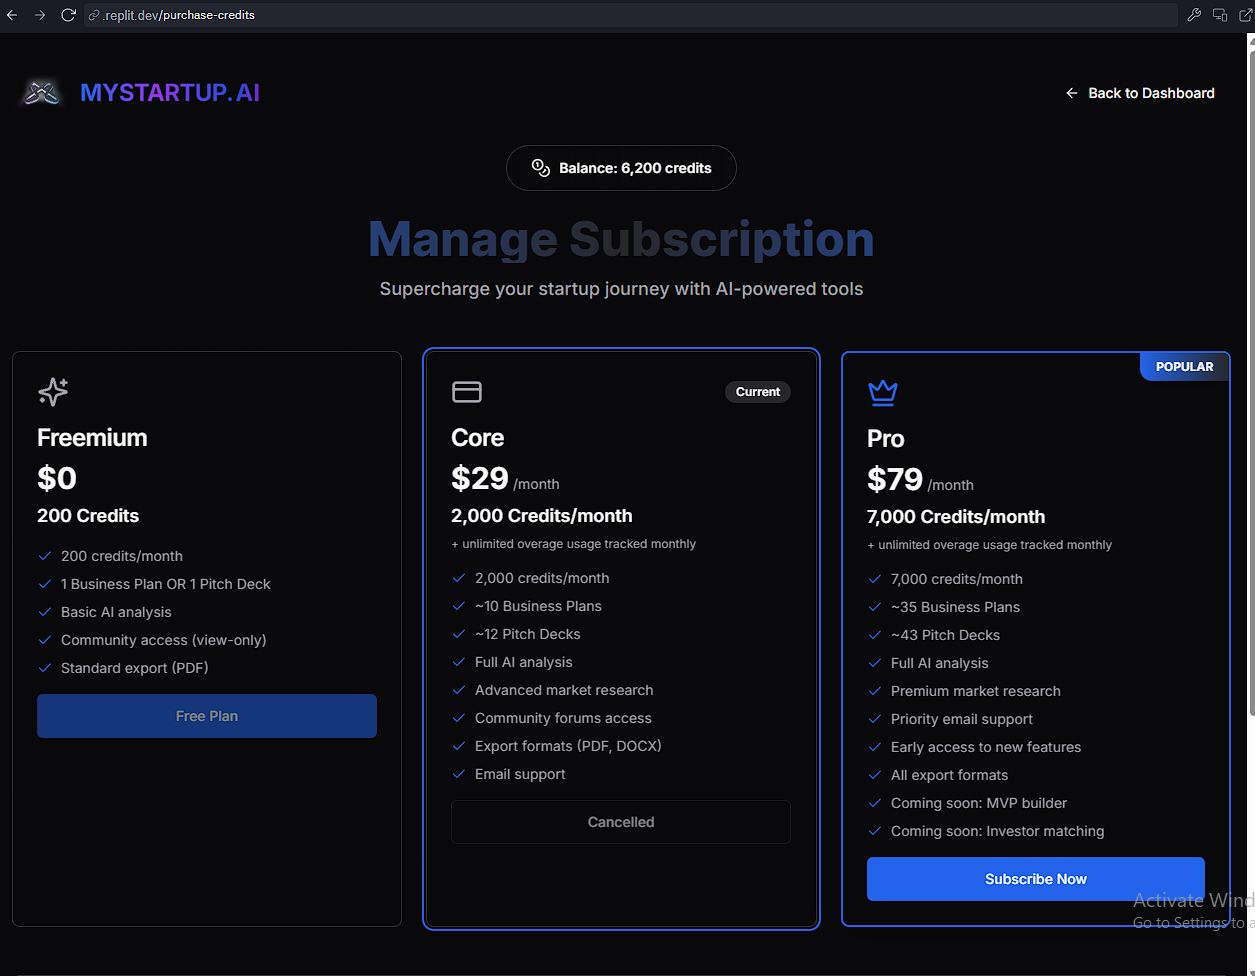 .replit.dev/purchase-credits
MYSTARTUP.AI
Back to Dashboard
Balance: 6,200 credits
Manage Subscription
Supercharge your startup journey with AI-powered tools
Freemium
$0
200 Credits
200 credits/month
1 Business Plan OR 1 Pitch Deck
Basic AI analysis
Community access (view-only)
Standard export (PDF)
Free Plan
Current
Core
$29 /month
2,000 Credits/month
+ unlimited overage usage tracked monthly
2,000 credits/month
~10 Business Plans
~12 Pitch Decks
Full AI analysis
Advanced market research
Community forums access
Export formats (PDF, DOCX)
Email support
Cancelled
POPULAR
Pro
$79 /month
7,000 Credits/month
+ unlimited overage usage tracked monthly
7,000 credits/month
~35 Business Plans
~43 Pitch Decks
Full AI analysis
Premium market research
Priority email support
Early access to new features
All export formats
Coming soon: MVP builder
Coming soon: Investor matching
Subscribe Now
Activate Wind
Go to Settings to a